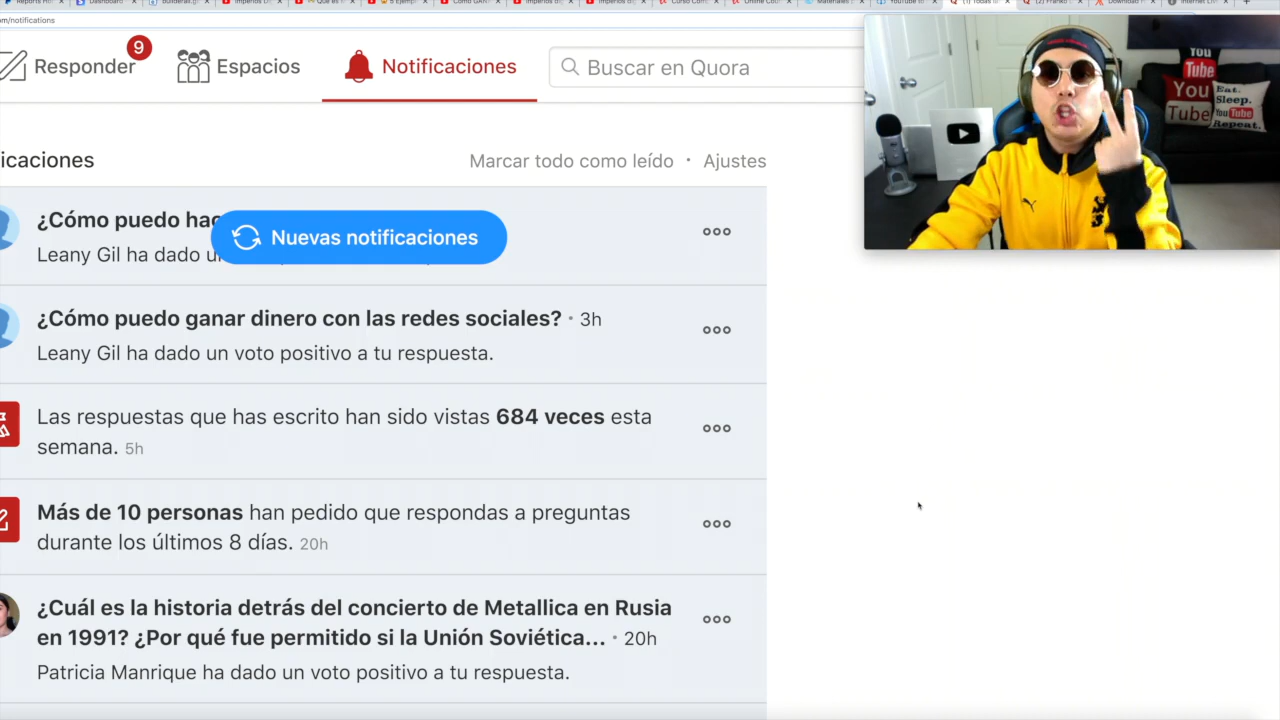 Reports
Dashboard
om/notifications
9
Responder
Espacios
Notificaciones
Buscar en Quora
icaciones
Marcar todo como leído · Ajustes
¿Cómo puedo hac
Leany Gil ha dado u
Nuevas notificaciones
¿Cómo puedo ganar dinero con las redes sociales? · 3h
Leany Gil ha dado un voto positivo a tu respuesta.
Las respuestas que has escrito han sido vistas 684 veces esta
semana. 5h
Más de 10 personas han pedido que respondas a preguntas
durante los últimos 8 días. 20h
¿Cuál es la historia detrás del concierto de Metallica en Rusia
en 1991? ¿Por qué fue permitido si la Unión Soviética... · 20h
Patricia Manrique ha dado un voto positivo a tu respuesta.
You
Tube
You
Tube
Eat.
Sleep.
YouTube
Repeat.